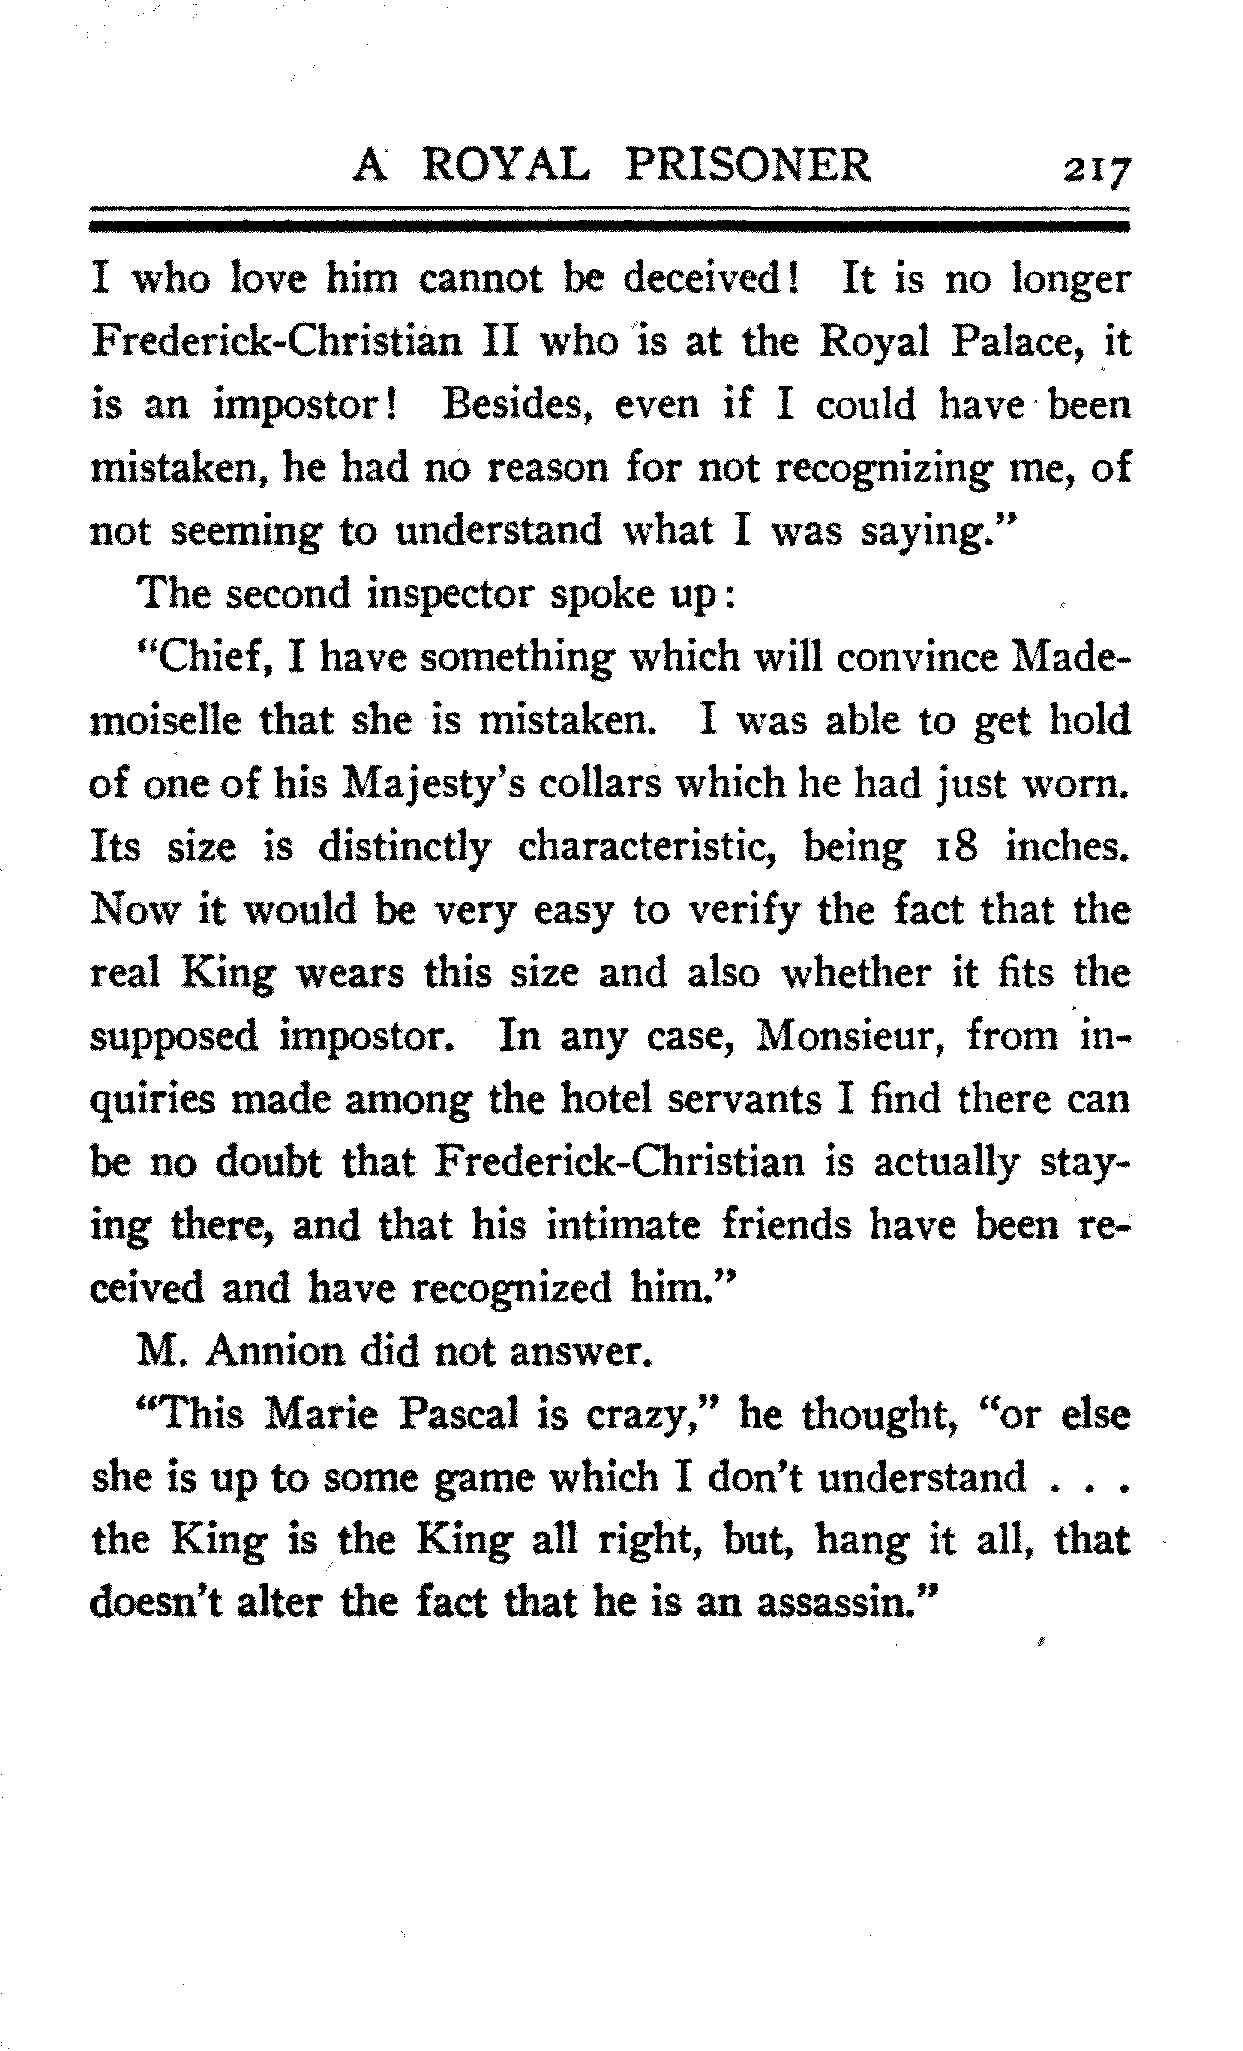 A ROYAL PRISONER 217
I who love him cannot be deceived! It is no longer
Frederick-Christian II who is at the Royal Palace, it
is an impostor! Besides, even if I could have been
mistaken, he had no reason for not recognizing me, of
not seeming to understand what I was saying."
The second inspector spoke up:
"Chief, I have something which will convince Made-
moiselle that she is mistaken. I was able to get hold
of one of his Majesty's collars which he had just worn.
Its size is distinctly characteristic, being 18 inches.
Now it would be very easy to verify the fact that the
real King wears this size and also whether it fits the
supposed impostor. In any case, Monsieur, from in-
quiries made among the hotel servants I find there can
be no doubt that Frederick-Christian is actually stay-
ing there, and that his intimate friends have been re-
ceived and have recognized him."
M. Annion did not answer.
"This Marie Pascal is crazy," he thought, "or else
she is up to some game which I don't understand . . .
the King is the King all right, but, hang it all, that
doesn't alter the fact that he is an assassin."